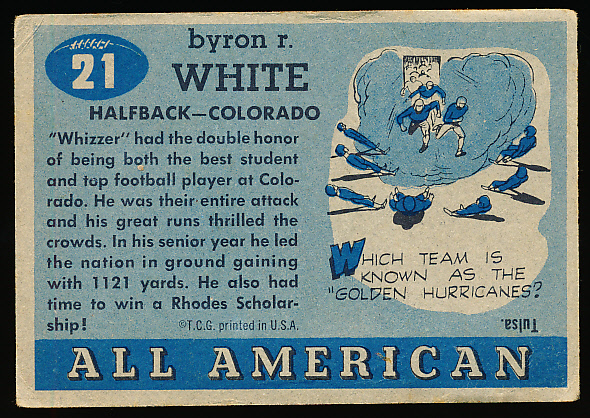 21
byron r.
WHITE
HALFBACK—COLORADO
"Whizzer" had the double honor
of being both the best student
and top football player at Colo-
rado. He was their entire attack
and his great runs thrilled the
crowds. In his senior year he led
the nation in ground gaining
with 1121 yards. He also had
time to win a Rhodes Scholar-
ship!
©T.C.G. printed in U.S.A.
WHICH TEAM IS
KNOWN AS THE
"GOLDEN HURRICANES?
Tulsa.
ALL AMERICAN